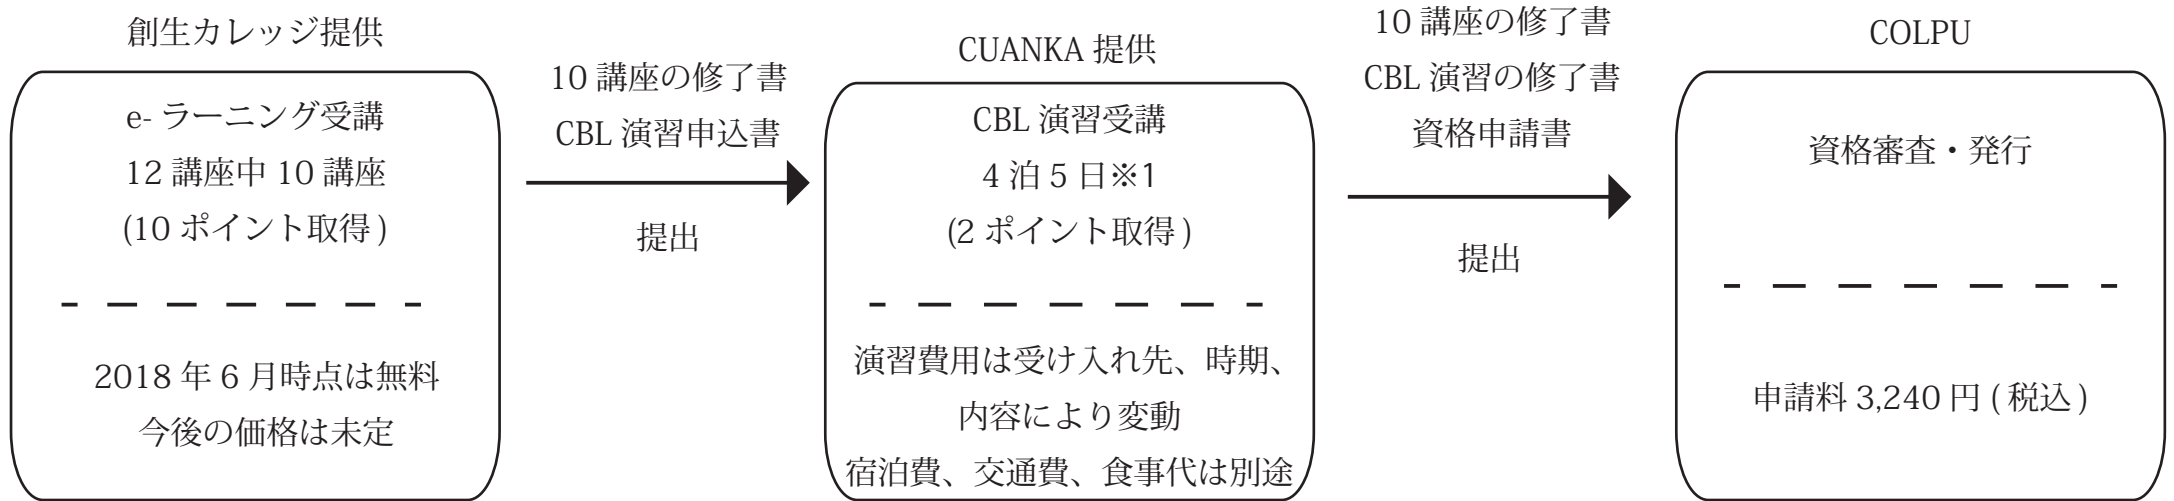 創生カレッジ提供
e- ラーニング受講
12 講座中 10 講座
(10 ポイント取得 )
2018 年 6 月時点は無料
今後の価格は未定
10 講座の修了書
CBL 演習申込書
提出
CUANKA 提供
CBL 演習受講
4 泊 5 日※1
(2 ポイント取得 )
演習費用は受け入れ先、時期、
内容により変動
宿泊費、交通費、食事代は別途
10 講座の修了書
CBL 演習の修了書
資格申請書
提出
COLPU
資格審査・発行
申請料 3,240 円 ( 税込 )